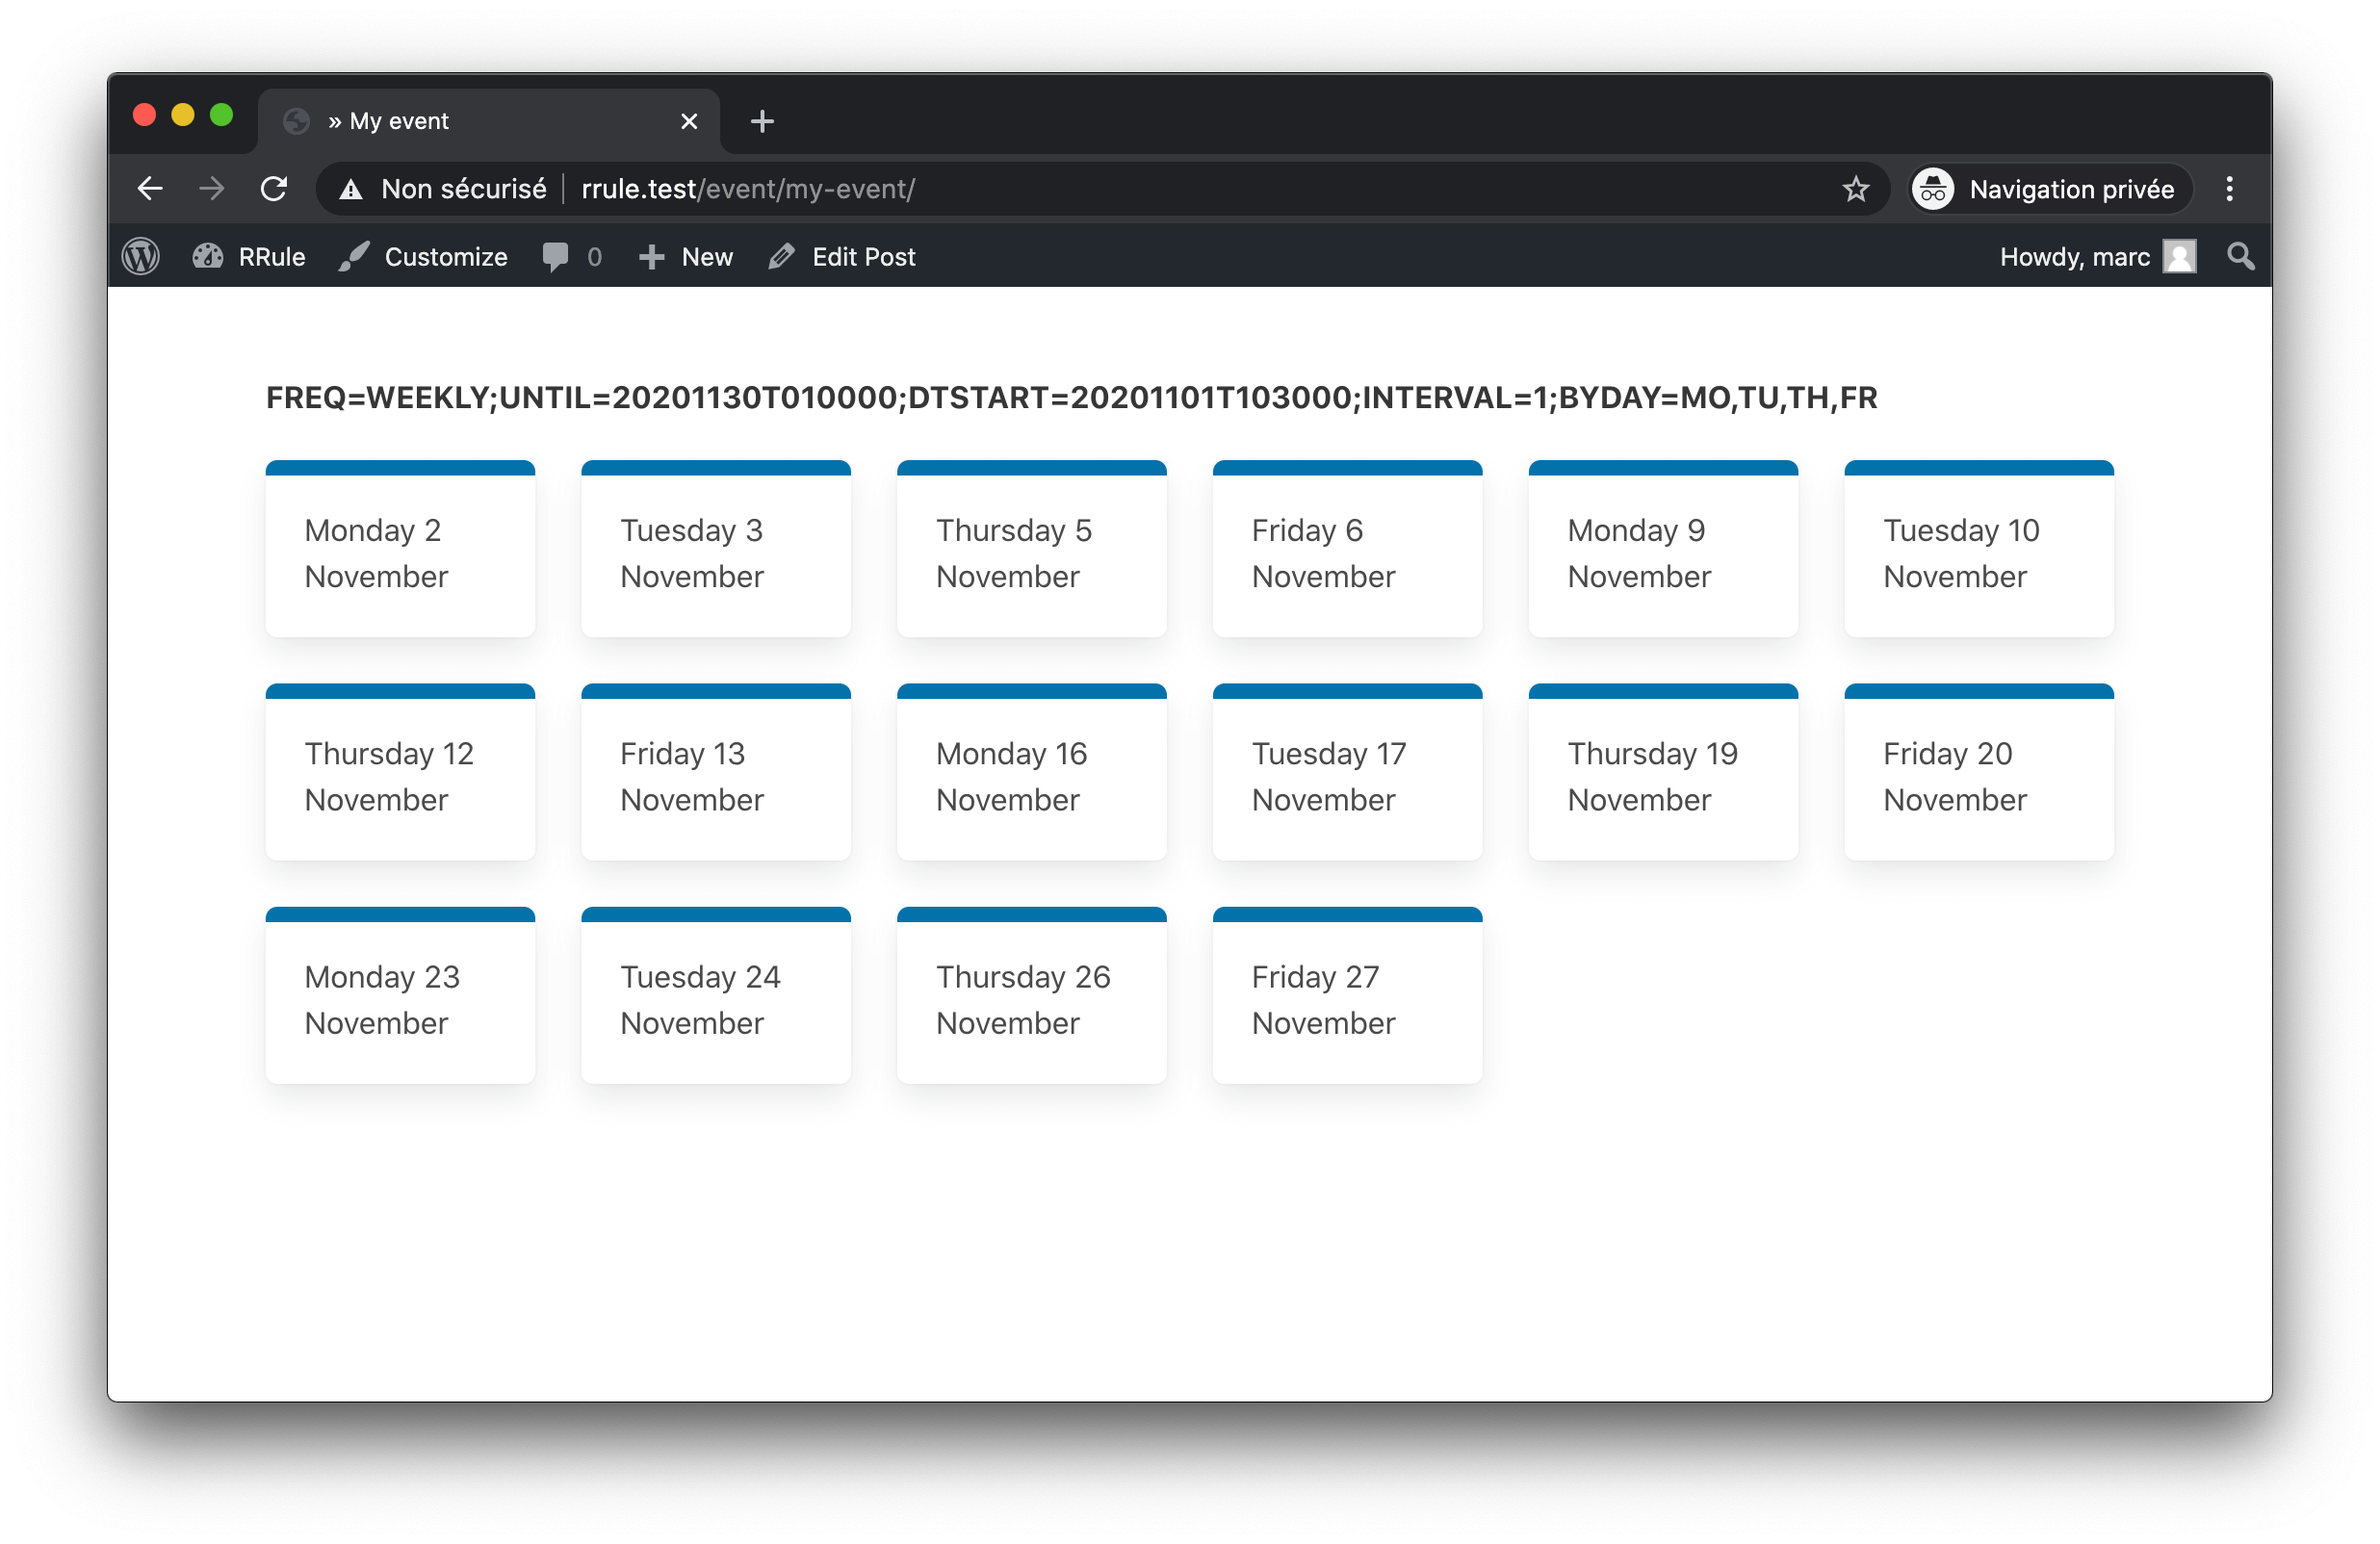 » My event
Non sécurisé rrule.test/event/my-event/ Navigation privée
RRule Customize 0 New Edit Post Howdy, marc
FREQ=WEEKLY;UNTIL=20201130T010000;DTSTART=20201101T103000;INTERVAL=1;BYDAY=MO,TU,TH,FR
Monday 2
November
Tuesday 3
November
Thursday 5
November
Friday 6
November
Monday 9
November
Tuesday 10
November
Thursday 12
November
Friday 13
November
Monday 16
November
Tuesday 17
November
Thursday 19
November
Friday 20
November
Monday 23
November
Tuesday 24
November
Thursday 26
November
Friday 27
November